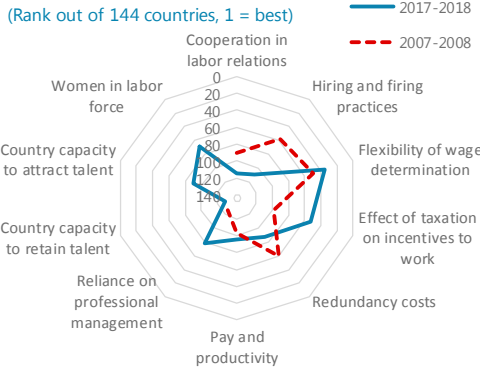 (Rank out of 144 countries, 1 = best)
2017-2018
2007-2008
Cooperation in
labor relations
Women in labor
force
Hiring and firing
practices
Country capacity
to attract talent
Flexibility of wage
determination
Country capacity
to retain talent
Effect of taxation
on incentives to
work
Reliance on
professional
management
Redundancy costs
Pay and
productivity
0
20
40
60
80
100
120
140